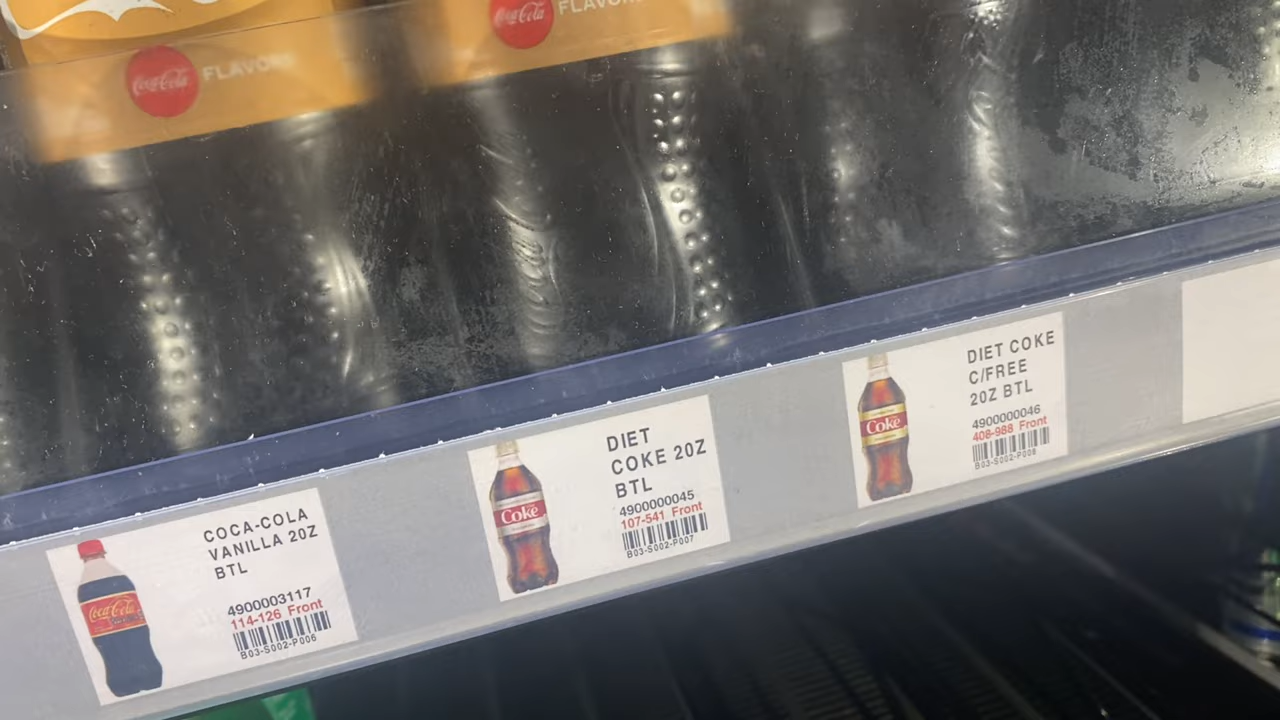 Coca-Cola FLAVORS
Coca-Cola FLAVORS
COCA-COLA
VANILLA 20Z
BTL
4900003117
114-126 Front
B03-S002-P006
Coca-Cola
DIET
COKE 20Z
BTL
4900000045
107-541 Front
B03-S002-P007
Coke
DIET COKE
C/FREE
20Z BTL
4900000046
408-988 Front
B03-S002-P008
Coke